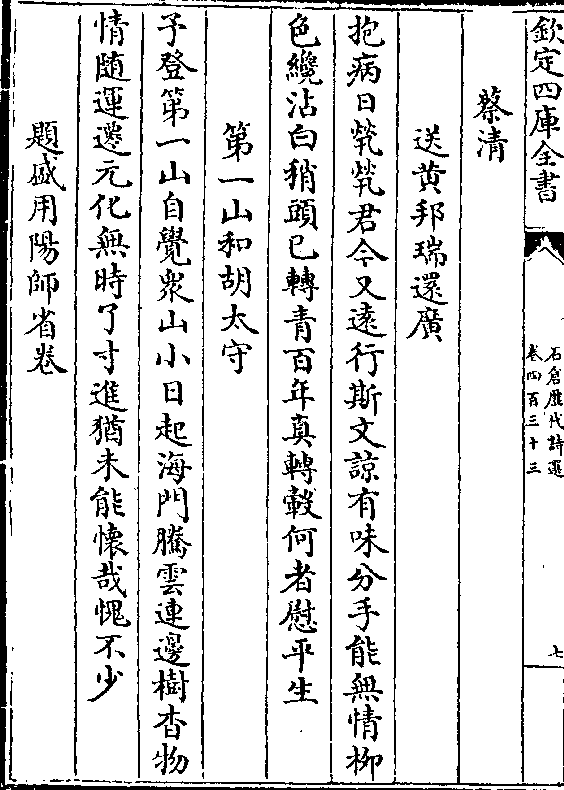 欽定四庫全書
石倉歷代詩選
卷四百三十三
七
蔡清
送黄邦瑞還廣
抱病日煢煢君今又遠行斯文諒有味分手能無情柳
色纔沾白稍頭已轉青百年真轉轂何者慰平生
第一山和胡太守
予登第一山自覺衆山小日起海門騰雲連邊樹杳物
情随運遷元化無時了寸進猶未能懷哉愧不少
題盛用陽師省卷